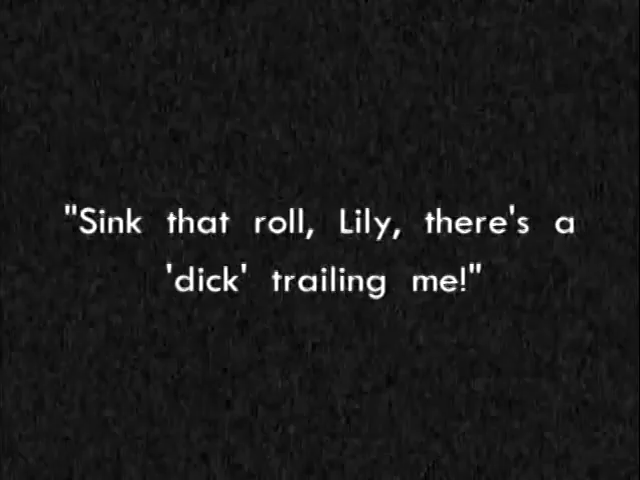 "Sink that roll, Lily, there's a
'dick' trailing me!"